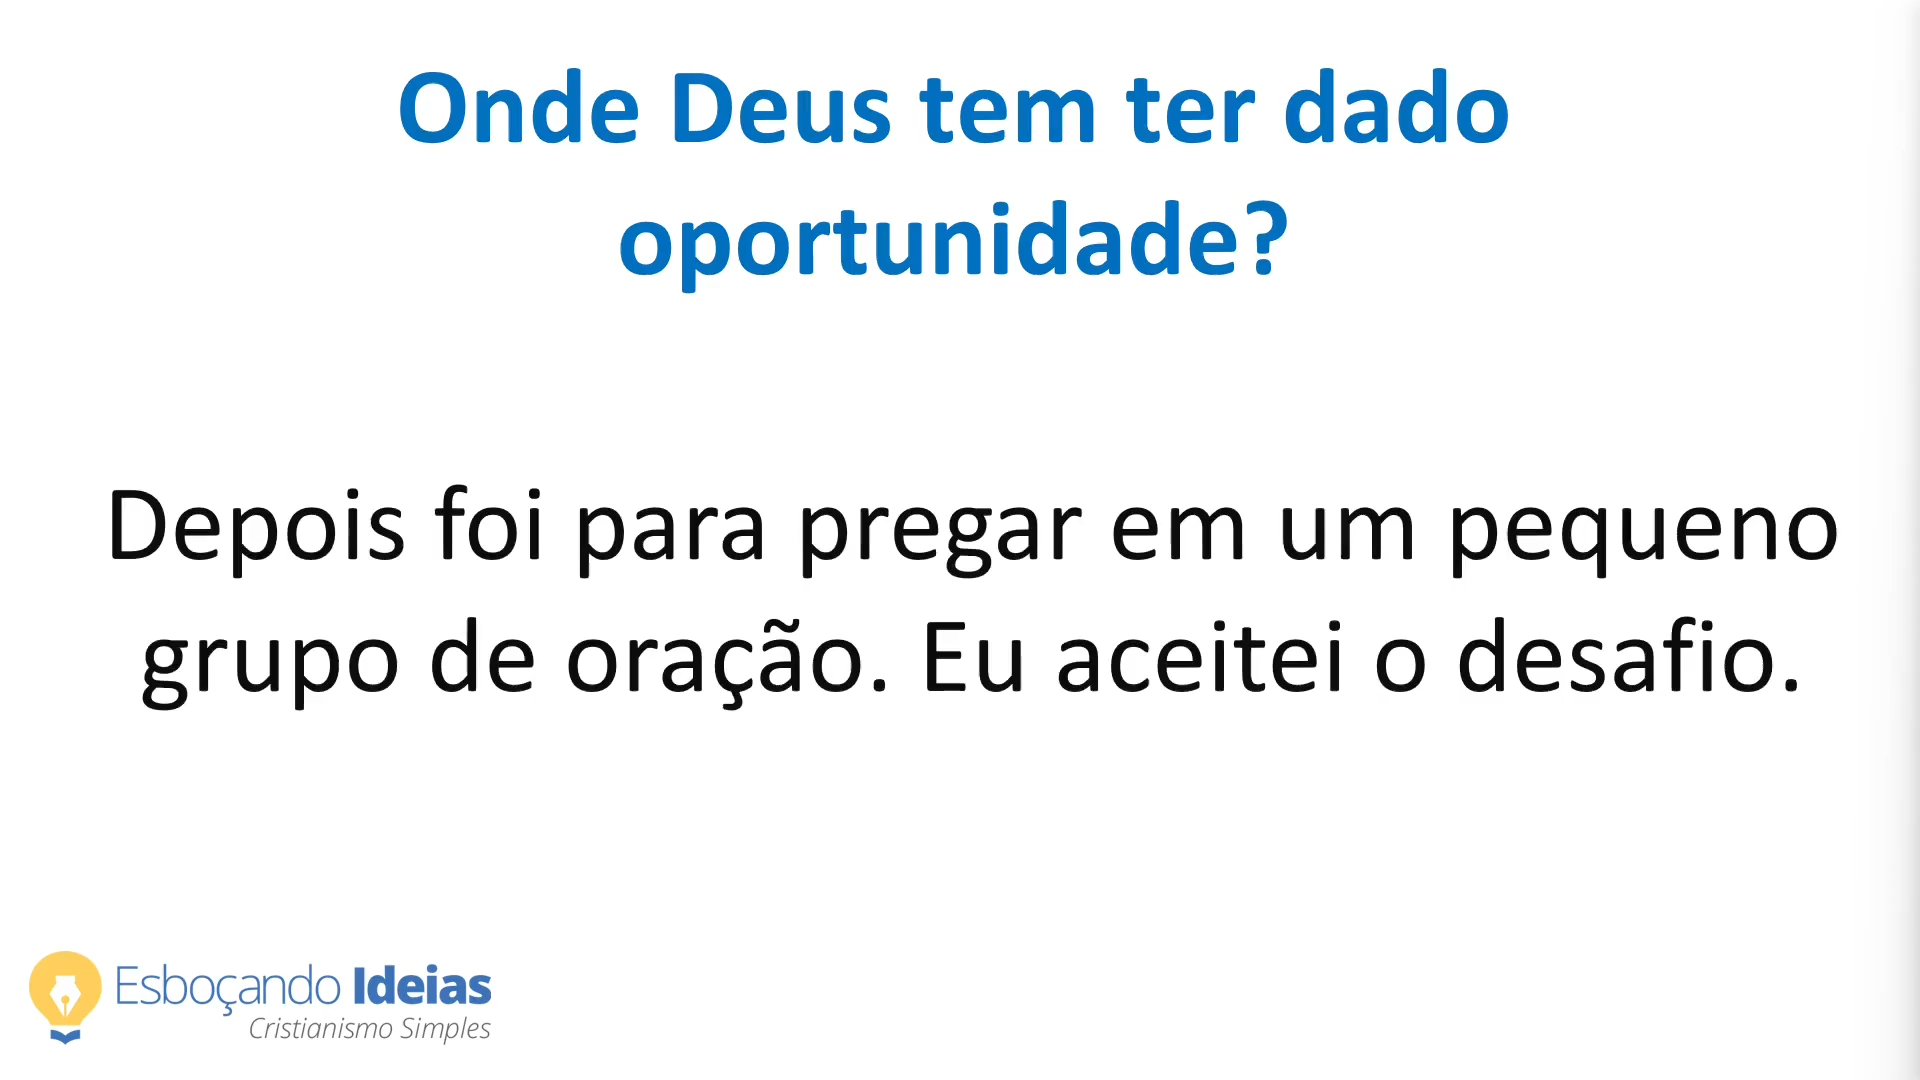 Onde Deus tem ter dado
oportunidade?
Depois foi para pregar em um pequeno
grupo de oração. Eu aceitei o desafio.
Esboçando Ideias
Cristianismo Simples